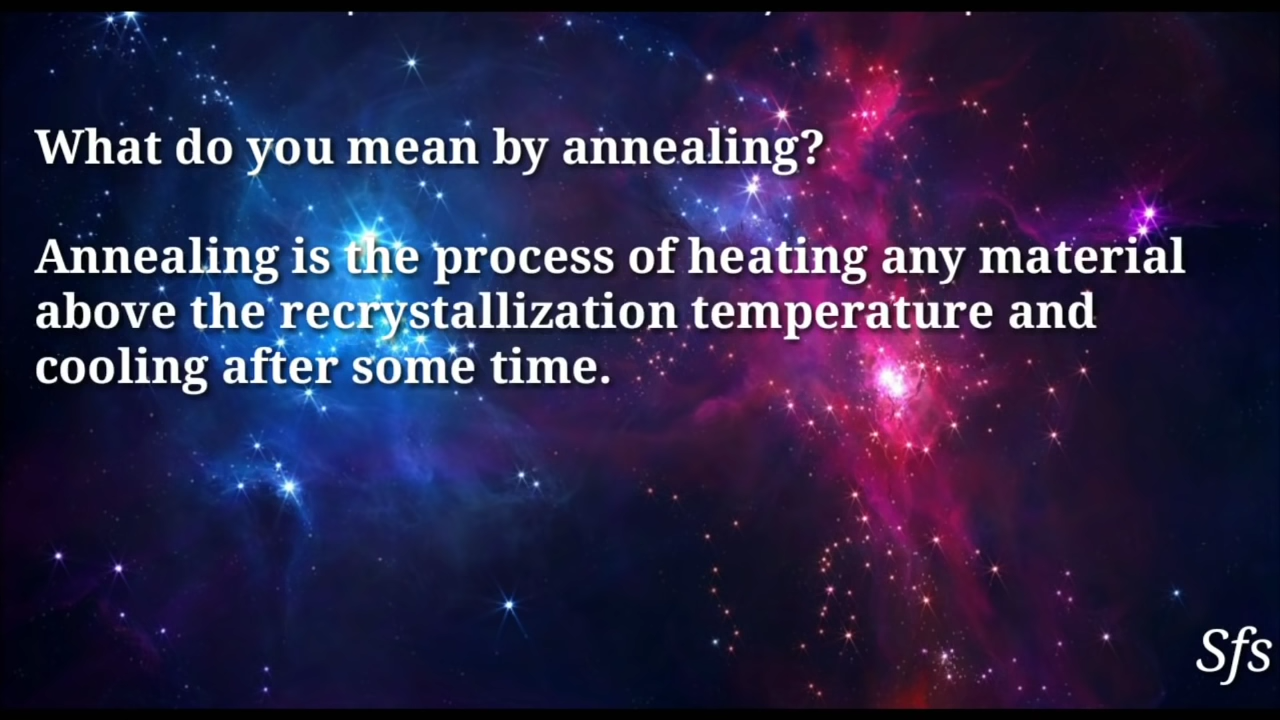 What do you mean by annealing?
Annealing is the process of heating any material
above the recrystallization temperature and
cooling after some time.
Sfs